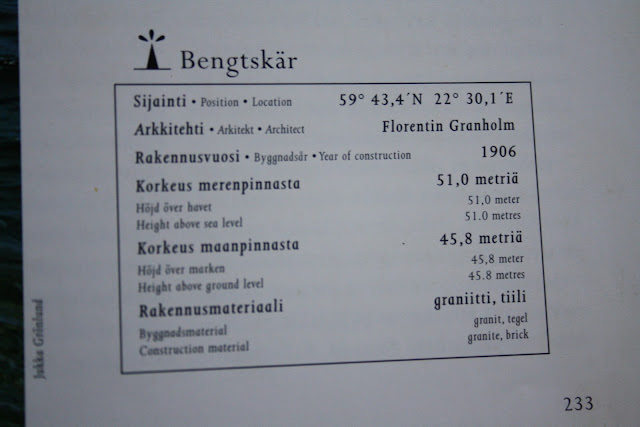 Bengtskär
Sijainti • Position • Location 59° 43,4´N 22° 30,1´E
Arkkitehti • Arkitekt • Architect Florentin Granholm
Rakennusvuosi • Byggnadsår • Year of construction 1906
Korkeus merenpinnasta 51,0 metriä
Höjd över havet 51,0 meter
Height above sea level 51.0 metres
Korkeus maanpinnasta 45,8 metriä
Höjd över marken 45,8 meter
Height above ground level 45.8 metres
Rakennusmateriaali graniitti, tiili
Byggnadsmaterial granit, tegel
Construction material granite, brick
Jukka Grönlund
233